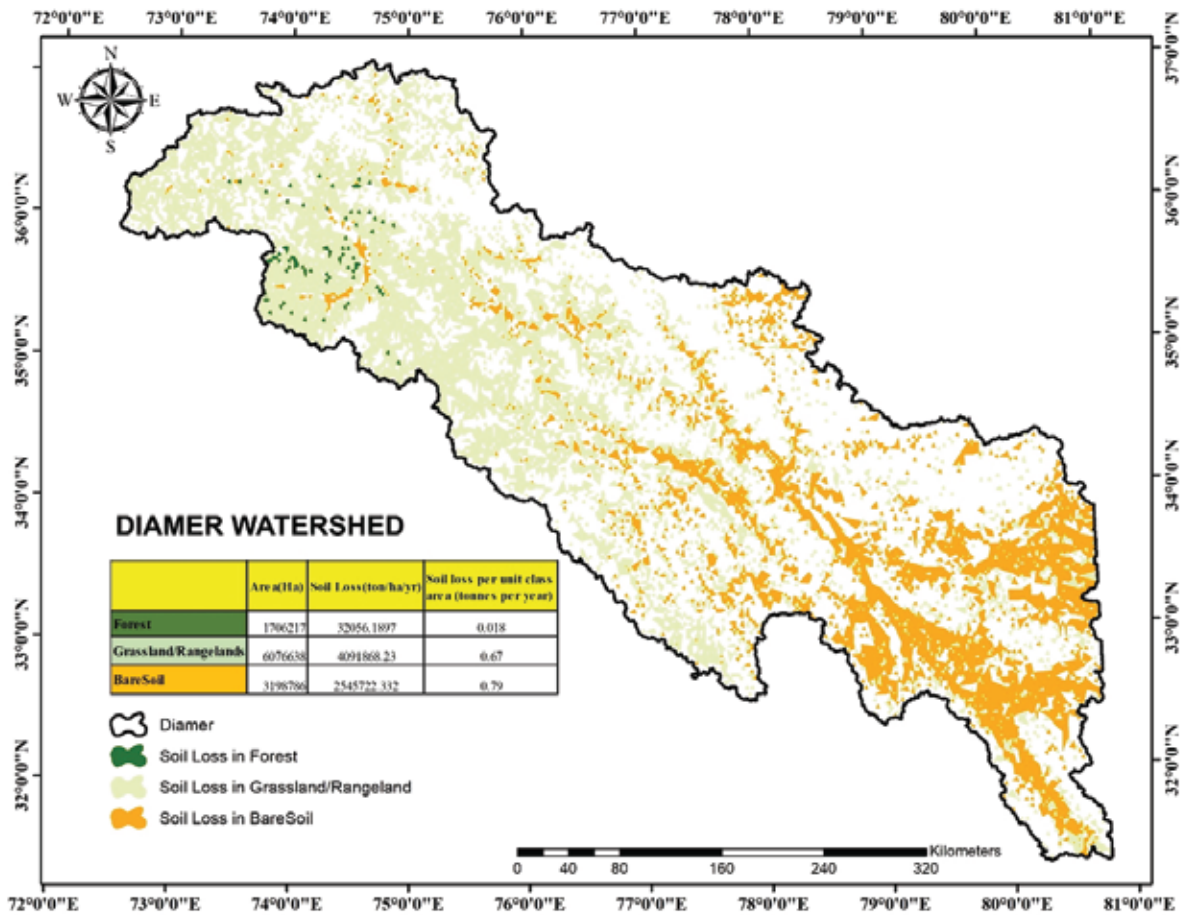 72°0'0"E 73°0'0"E 74°0'0"E 75°0'0"E 76°0'0"E 77°0'0"E 78°0'0"E 79°0'0"E 80°0'0"E 81°0'0"E
N
W E
S
37°0'0"N
36°0'0"N
35°0'0"N
34°0'0"N
33°0'0"N
32°0'0"N
36°0'0"N
35°0'0"N
34°0'0"N
33°0'0"N
32°0'0"N
DIAMER WATERSHED
Area(Ha) Soil Loss(ton/ha/yr) Soil loss per unit class
area (tonnes per year)
Forest 1706217 32056.1897 0.018
Grassland/Rangelands 6076638 4091868.23 0.67
BareSoil 3198786 2545722.332 0.79
Diamer
Soil Loss in Forest
Soil Loss in Grassland/Rangeland
Soil Loss in BareSoil
Kilometers
0 40 80 160 240 320
72°0'0"E 73°0'0"E 74°0'0"E 75°0'0"E 76°0'0"E 77°0'0"E 78°0'0"E 79°0'0"E 80°0'0"E 81°0'0"E